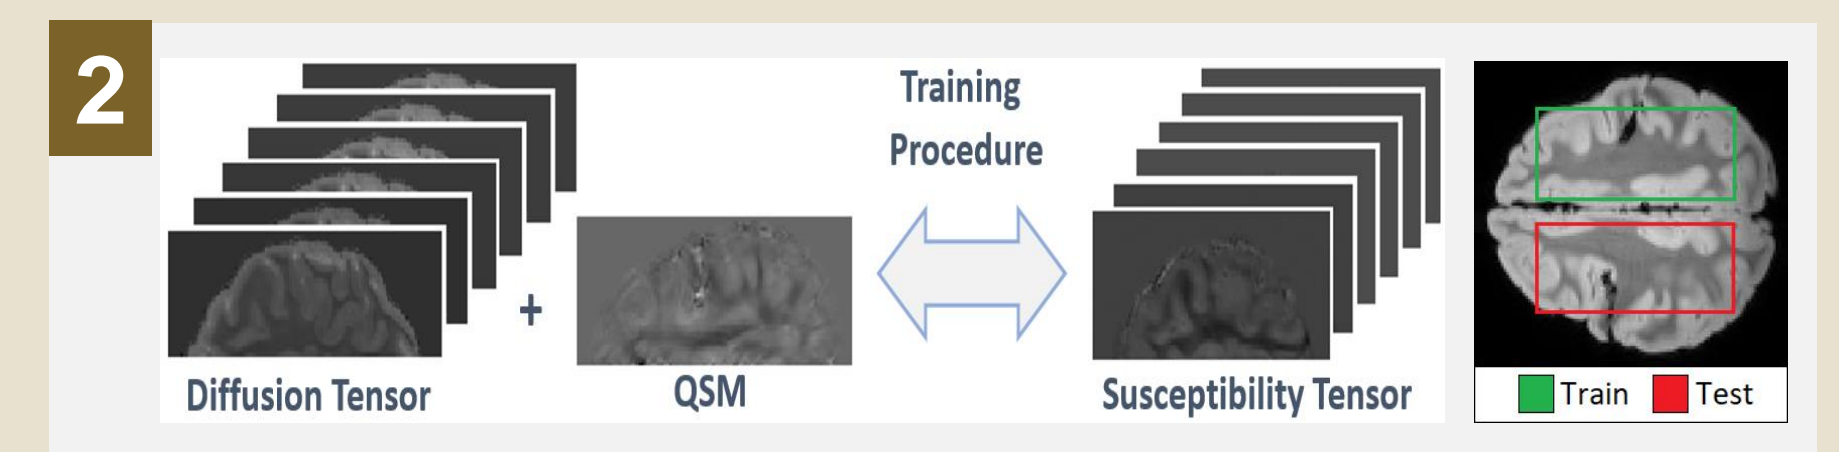 2
Training
Procedure
+
Diffusion Tensor
QSM
Susceptibility Tensor
Train
Test